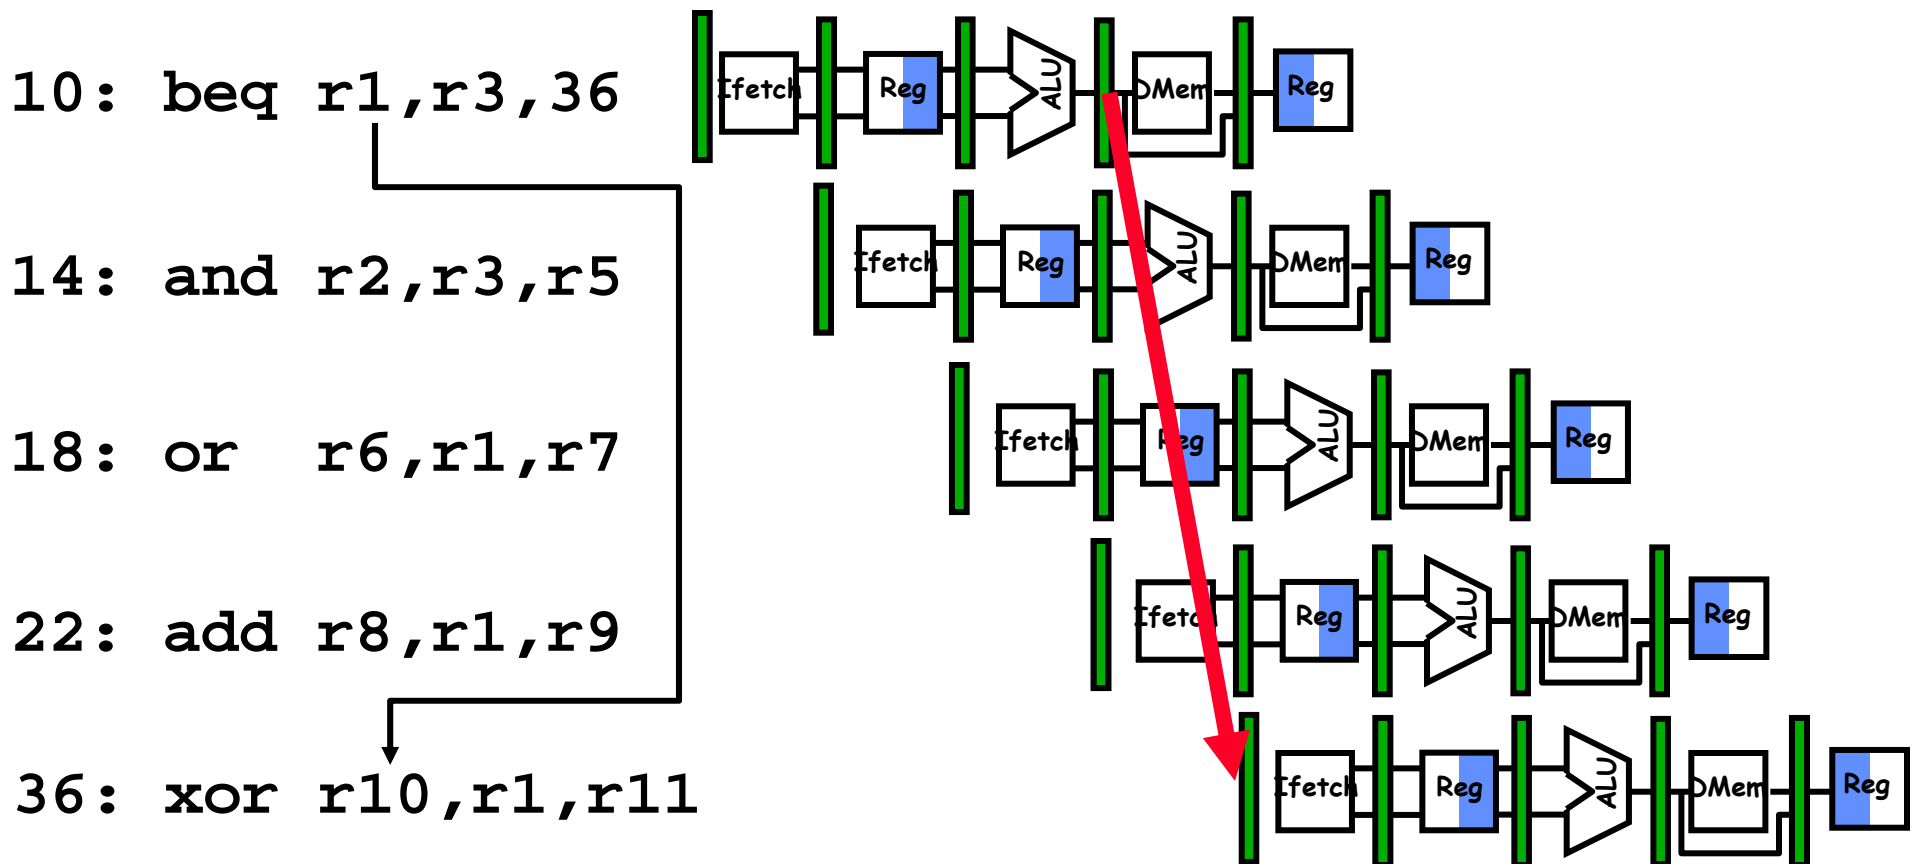 10: beq r1,r3,36 Ifetch Reg ALU DMem Reg
14: and r2,r3,r5 Ifetch Reg ALU DMem Reg
18: or r6,r1,r7 Ifetch Reg ALU DMem Reg
22: add r8,r1,r9 Ifetch Reg ALU DMem Reg
36: xor r10,r1,r11 Ifetch Reg ALU DMem Reg